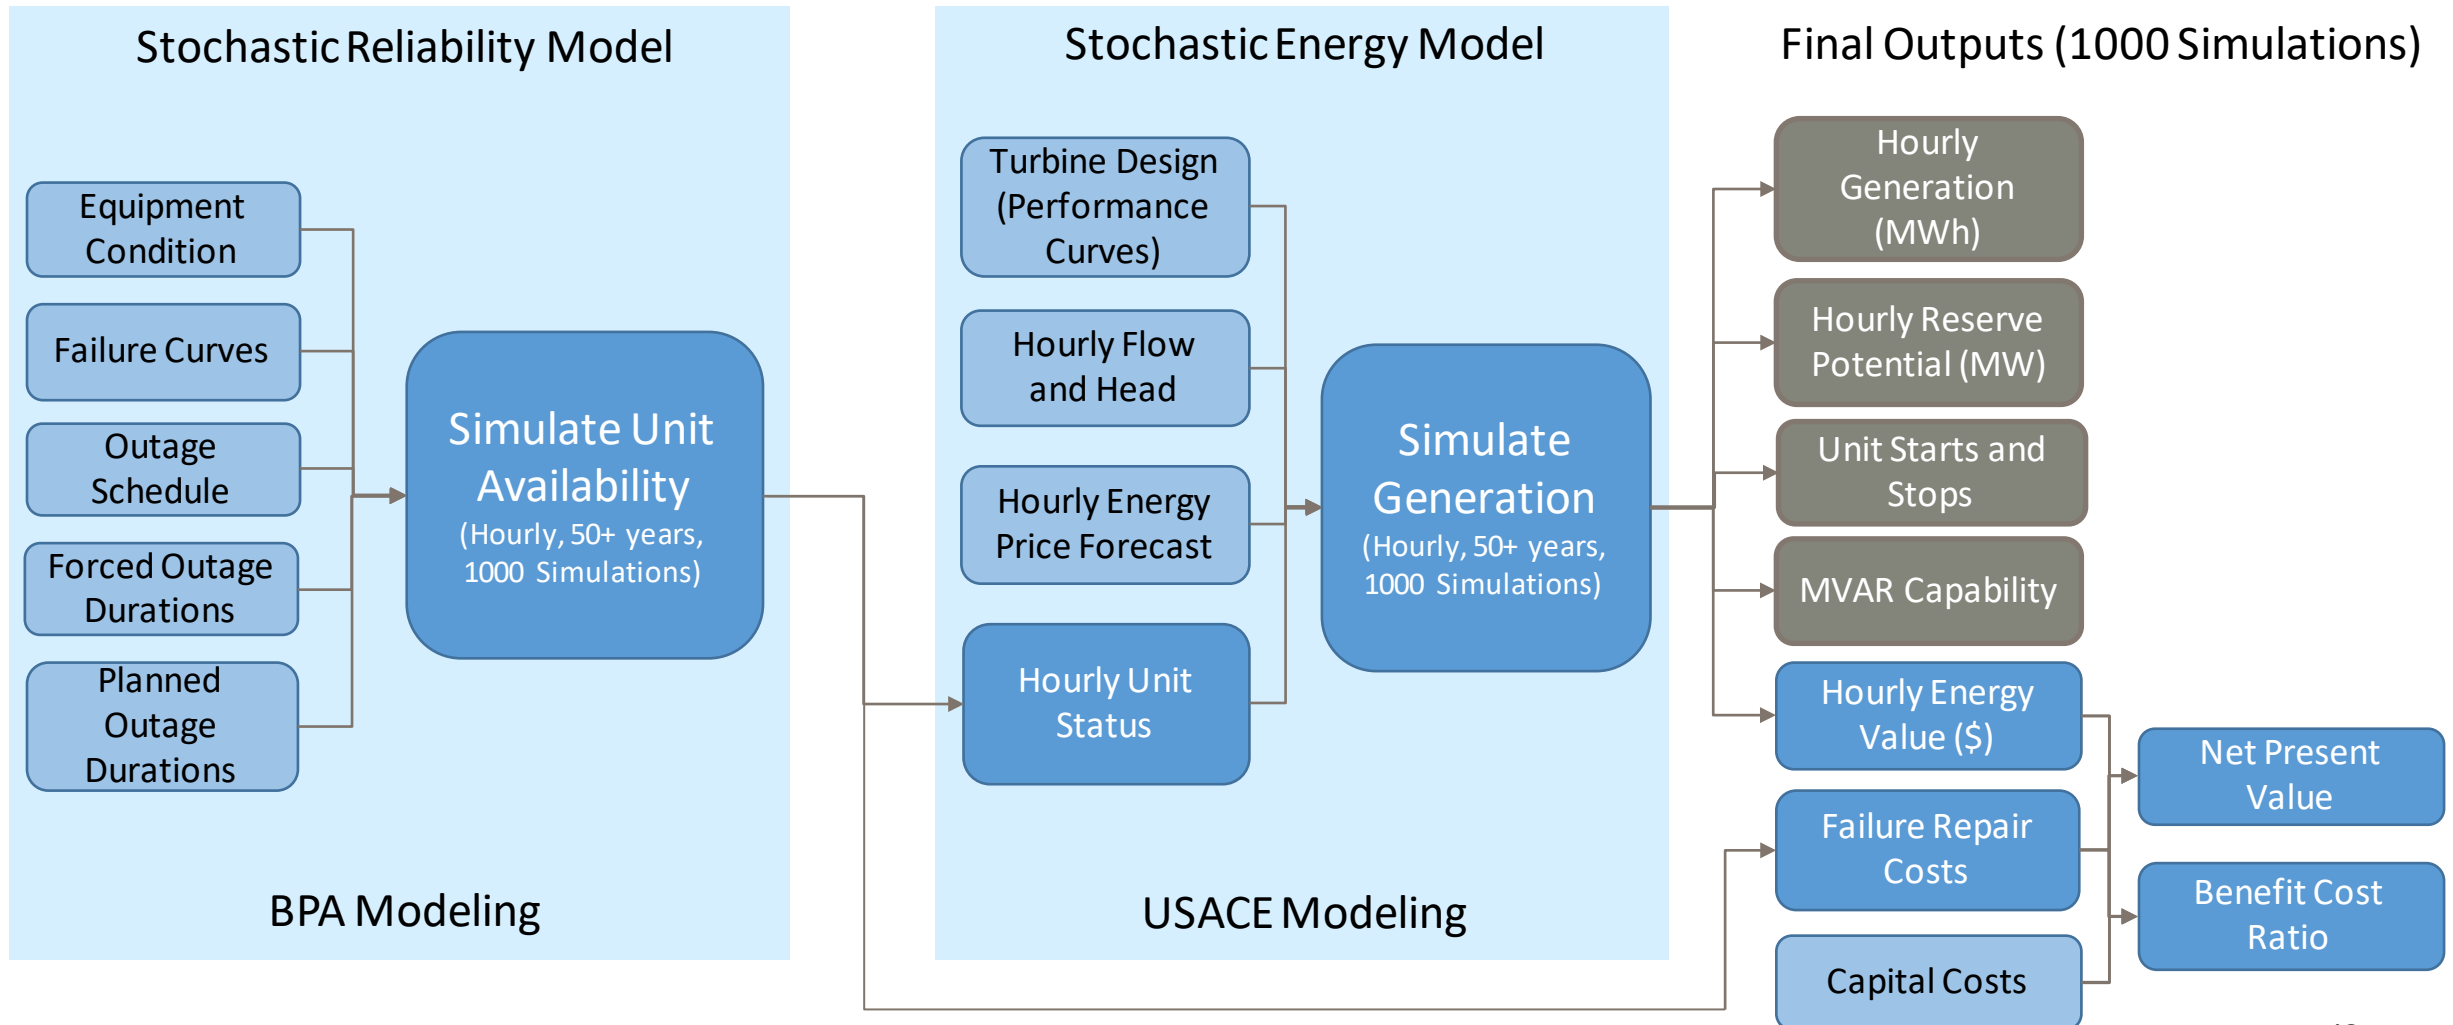 Stochastic Reliability Model
Equipment
Condition
Failure Curves
Outage
Schedule
Forced Outage
Durations
Planned
Outage
Durations
Simulate Unit
Availability
(Hourly, 50+ years,
1000 Simulations)
BPA Modeling
Stochastic Energy Model
Turbine Design
(Performance
Curves)
Hourly Flow
and Head
Hourly Energy
Price Forecast
Hourly Unit
Status
Simulate
Generation
(Hourly, 50+ years,
1000 Simulations)
USACE Modeling
Final Outputs (1000 Simulations)
Hourly
Generation
(MWh)
Hourly Reserve
Potential (MW)
Unit Starts and
Stops
MVAR Capability
Hourly Energy
Value ($)
Failure Repair
Costs
Capital Costs
Net Present
Value
Benefit Cost
Ratio